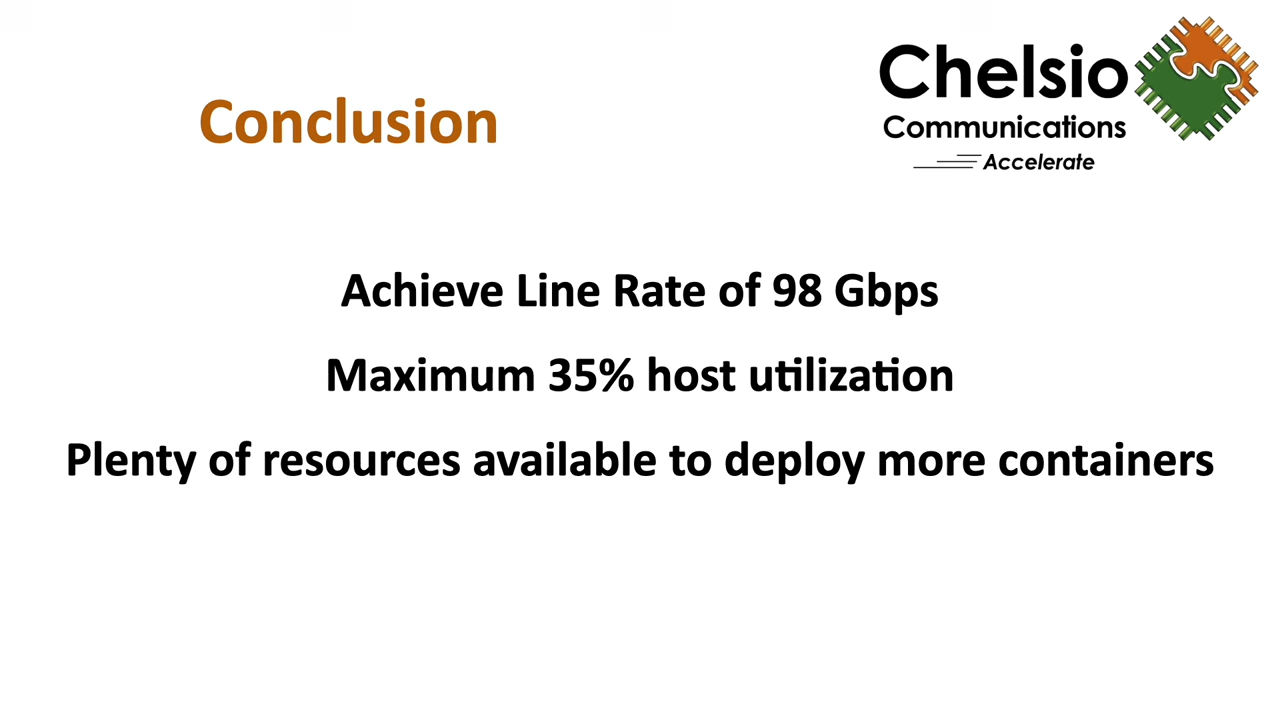 Chelsio
Communications
Accelerate
Conclusion
Achieve Line Rate of 98 Gbps
Maximum 35% host utilization
Plenty of resources available to deploy more containers